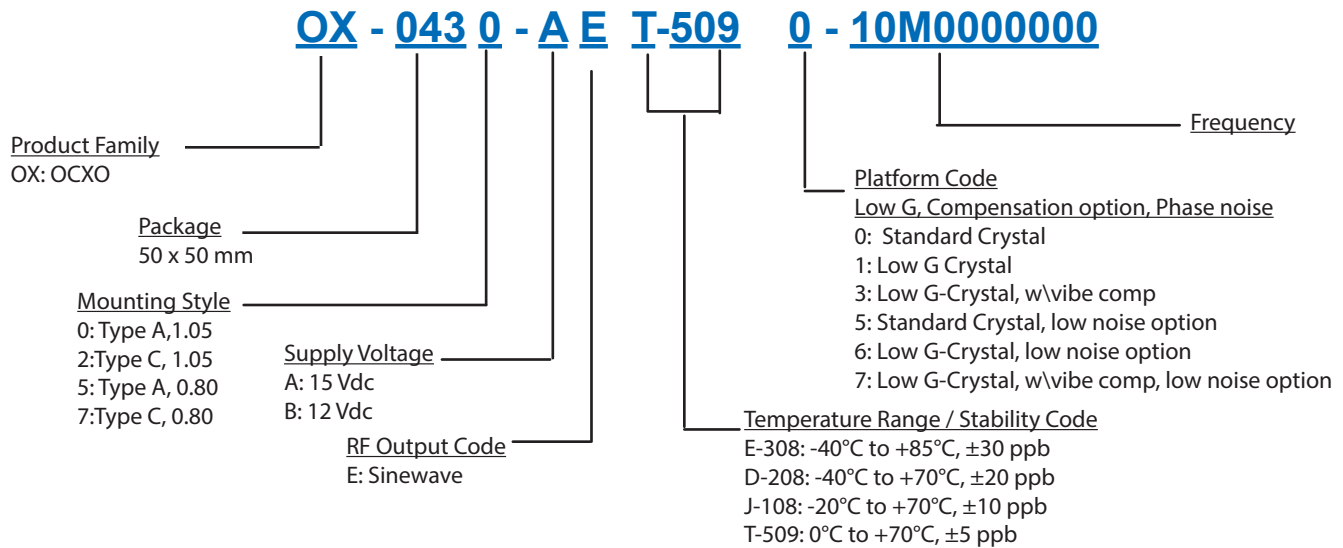 OX - 043 0 - A E T-509 0 - 10M0000000
Product Family
OX: OCXO
Package
50 x 50 mm
Mounting Style
0: Type A,1.05
2:Type C, 1.05
5: Type A, 0.80
7:Type C, 0.80
Supply Voltage
A: 15 Vdc
B: 12 Vdc
RF Output Code
E: Sinewave
Frequency
Platform Code
Low G, Compensation option, Phase noise
0: Standard Crystal
1: Low G Crystal
3: Low G-Crystal, w\vibe comp
5: Standard Crystal, low noise option
6: Low G-Crystal, low noise option
7: Low G-Crystal, w\vibe comp, low noise option
Temperature Range / Stability Code
E-308: -40°C to +85°C, ±30 ppb
D-208: -40°C to +70°C, ±20 ppb
J-108: -20°C to +70°C, ±10 ppb
T-509: 0°C to +70°C, ±5 ppb